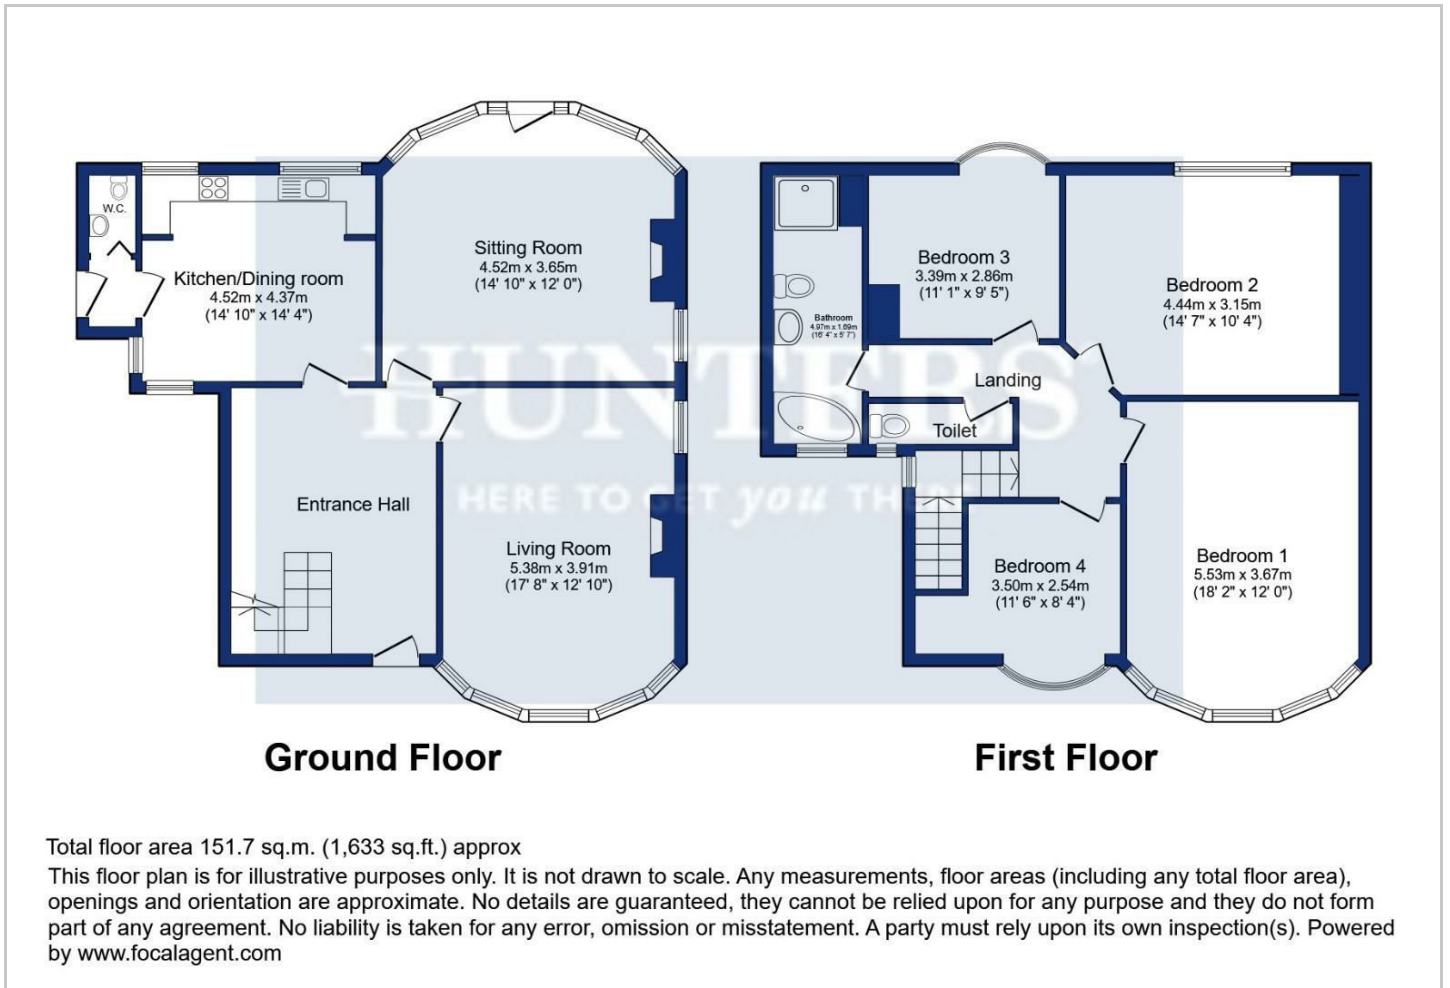 W.C.
Kitchen/Dining room
4.52m x 4.37m
(14' 10" x 14' 4")
Sitting Room
4.52m x 3.65m
(14' 10" x 12' 0")
Entrance Hall
Living Room
5.38m x 3.91m
(17' 8" x 12' 10")
Bathroom
4.97m x 1.69m
(16' 4" x 5' 7")
Bedroom 3
3.39m x 2.86m
(11' 1" x 9' 5")
Bedroom 2
4.44m x 3.15m
(14' 7" x 10' 4")
Landing
Toilet
Bedroom 4
3.50m x 2.54m
(11' 6" x 8' 4")
Bedroom 1
5.53m x 3.67m
(18' 2" x 12' 0")
HUNTERS
HERE TO GET you THERE
Ground Floor
First Floor
Total floor area 151.7 sq.m. (1,633 sq.ft.) approx
This floor plan is for illustrative purposes only. It is not drawn to scale. Any measurements, floor areas (including any total floor area),
openings and orientation are approximate. No details are guaranteed, they cannot be relied upon for any purpose and they do not form
part of any agreement. No liability is taken for any error, omission or misstatement. A party must rely upon its own inspection(s). Powered
by www.focalagent.com